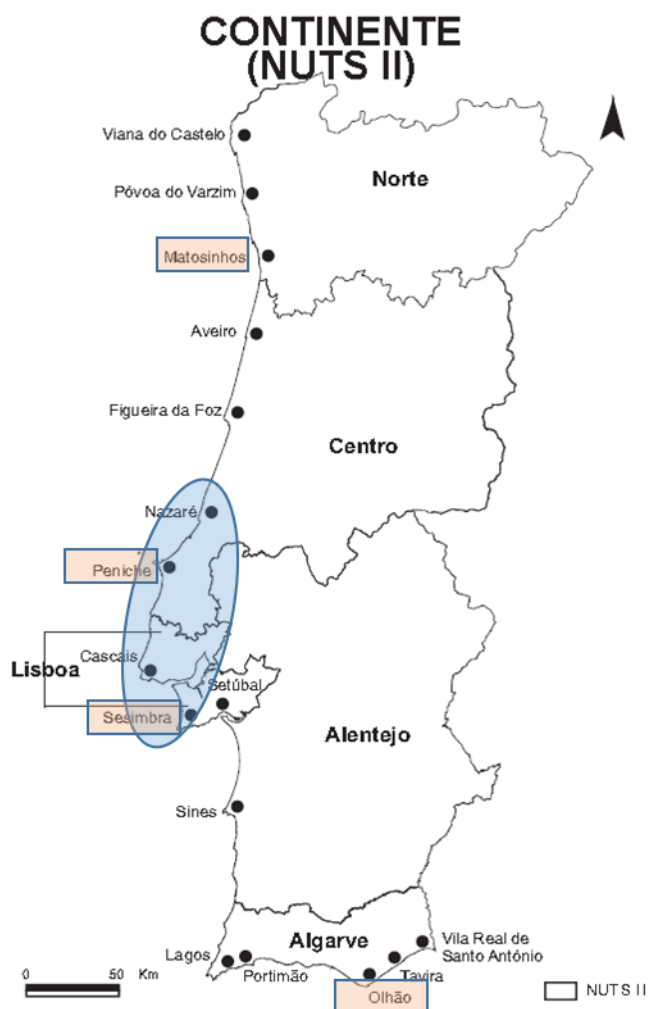 CONTINENTE
(NUTS II)
Viana do Castelo
Norte
Póvoa do Varzim
Matosinhos
Aveiro
Figueira da Foz
Centro
Nazaré
Peniche
Lisboa
Cascais
Setúbal
Sesimbra
Alentejo
Sines
Algarve
Vila Real de
Santo António
Lagos
Portimão
Tavira
Olhão
0 50 Km
NUTS II